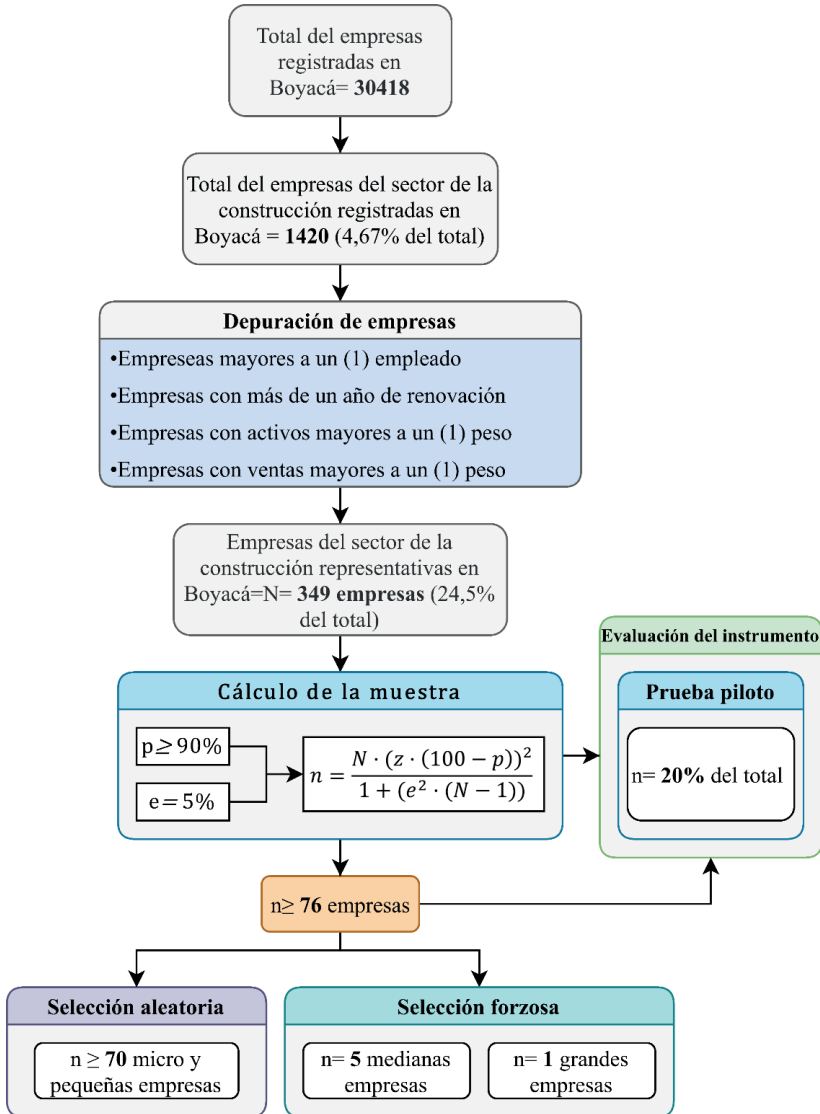 Total del empresas
registradas en
Boyacá= 30418
Total del empresas del sector de la
construcción registradas en
Boyacá = 1420 (4,67% del total)
Depuración de empresas
•Empreseas mayores a un (1) empleado
•Empresas con más de un año de renovación
•Empresas con activos mayores a un (1) peso
•Empresas con ventas mayores a un (1) peso
Empresas del sector de la
construcción representativas en
Boyacá=N= 349 empresas (24,5%
del total)
Cálculo de la muestra
p≥90%
e=5%
n = N · (z · (100 − p))² / 1 + (e² · (N − 1))
Evaluación del instrumento
Prueba piloto
n= 20% del total
n≥ 76 empresas
Selección aleatoria
n ≥ 70 micro y
pequeñas empresas
Selección forzosa
n= 5 medianas
empresas
n= 1 grandes
empresas